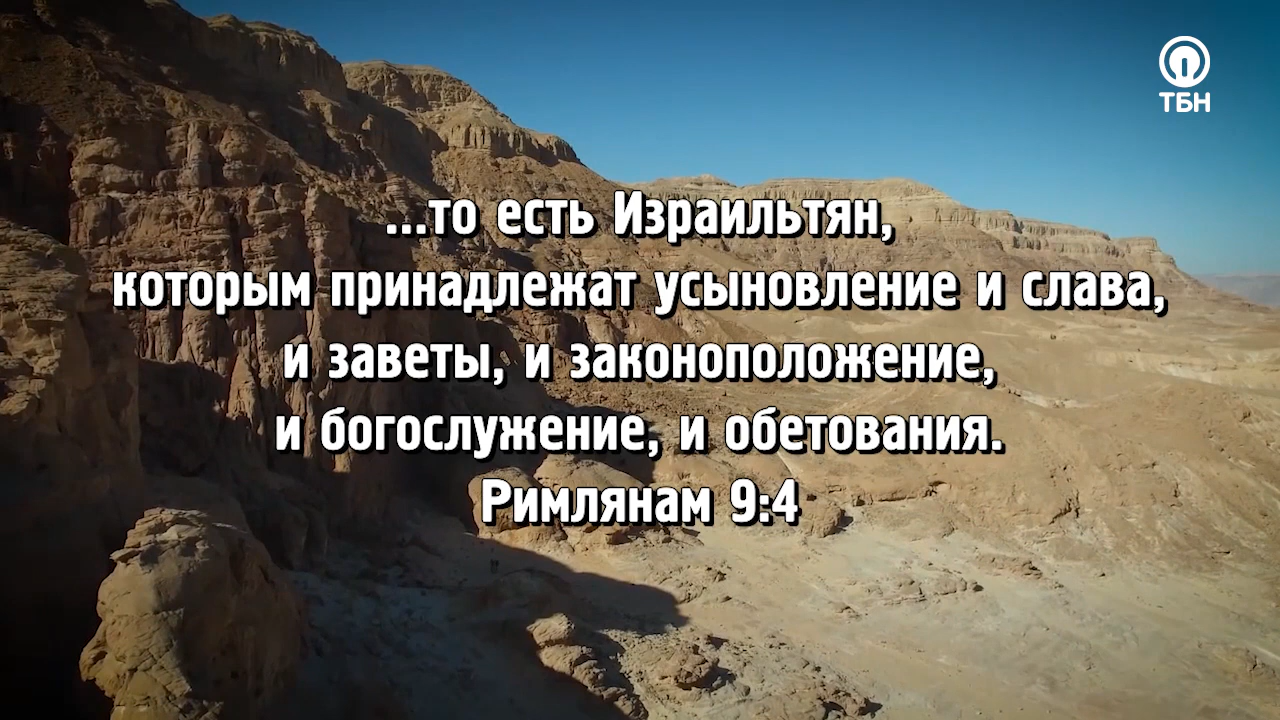 ТБН
...то есть Израильтян,
которым принадлежат усыновление и слава,
и заветы, и законоположение,
и богослужение, и обетования.
Римлянам 9:4